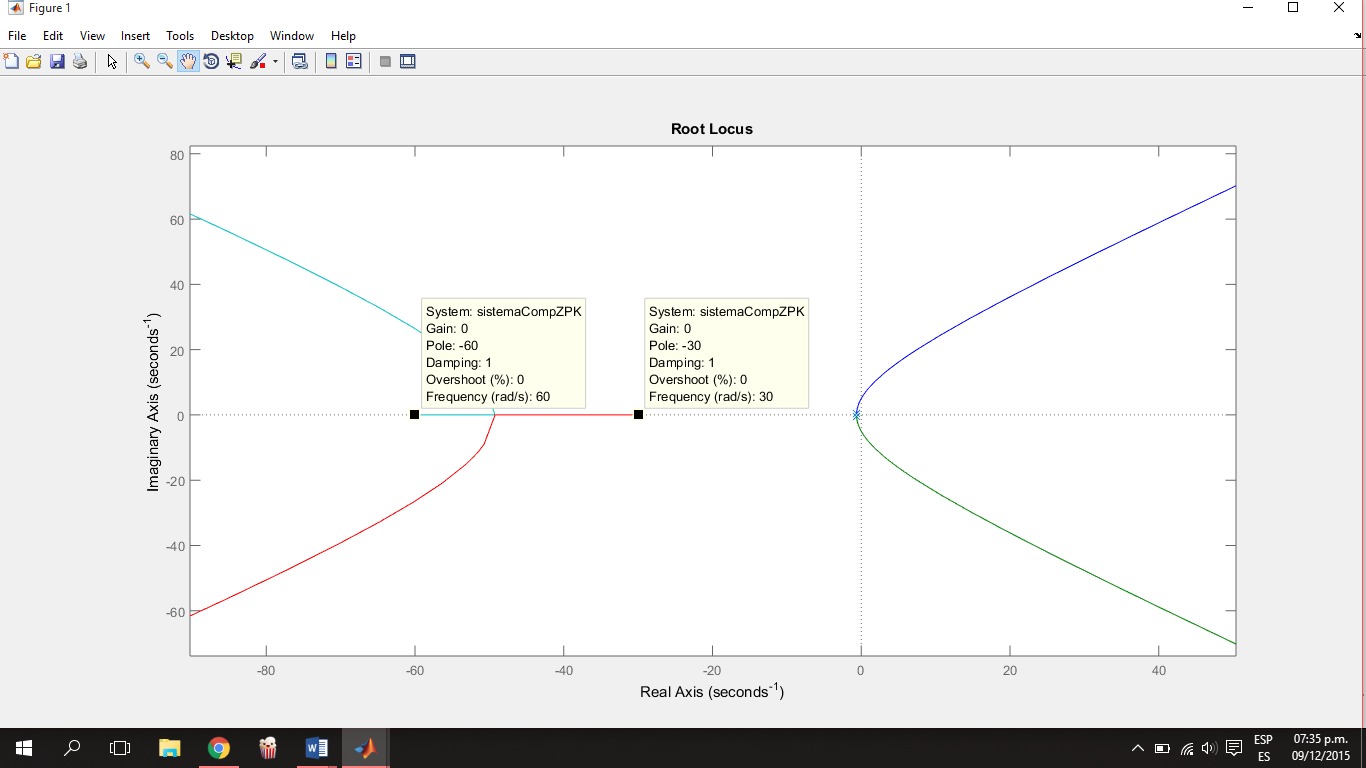 Figure 1
File Edit View Insert Tools Desktop Window Help
Root Locus
80
60
40
20
0
-20
-40
-60
Imaginary Axis (seconds-1)
System: sistemaCompZPK
Gain: 0
Pole: -60
Damping: 1
Overshoot (%): 0
Frequency (rad/s): 60
System: sistemaCompZPK
Gain: 0
Pole: -30
Damping: 1
Overshoot (%): 0
Frequency (rad/s): 30
-80 -60 -40 -20 0 20 40
Real Axis (seconds-1)
ESP
ES
07:35 p.m.
09/12/2015